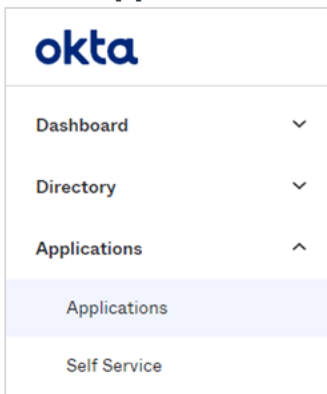 okta
Dashboard
Directory
Applications
Applications
Self Service